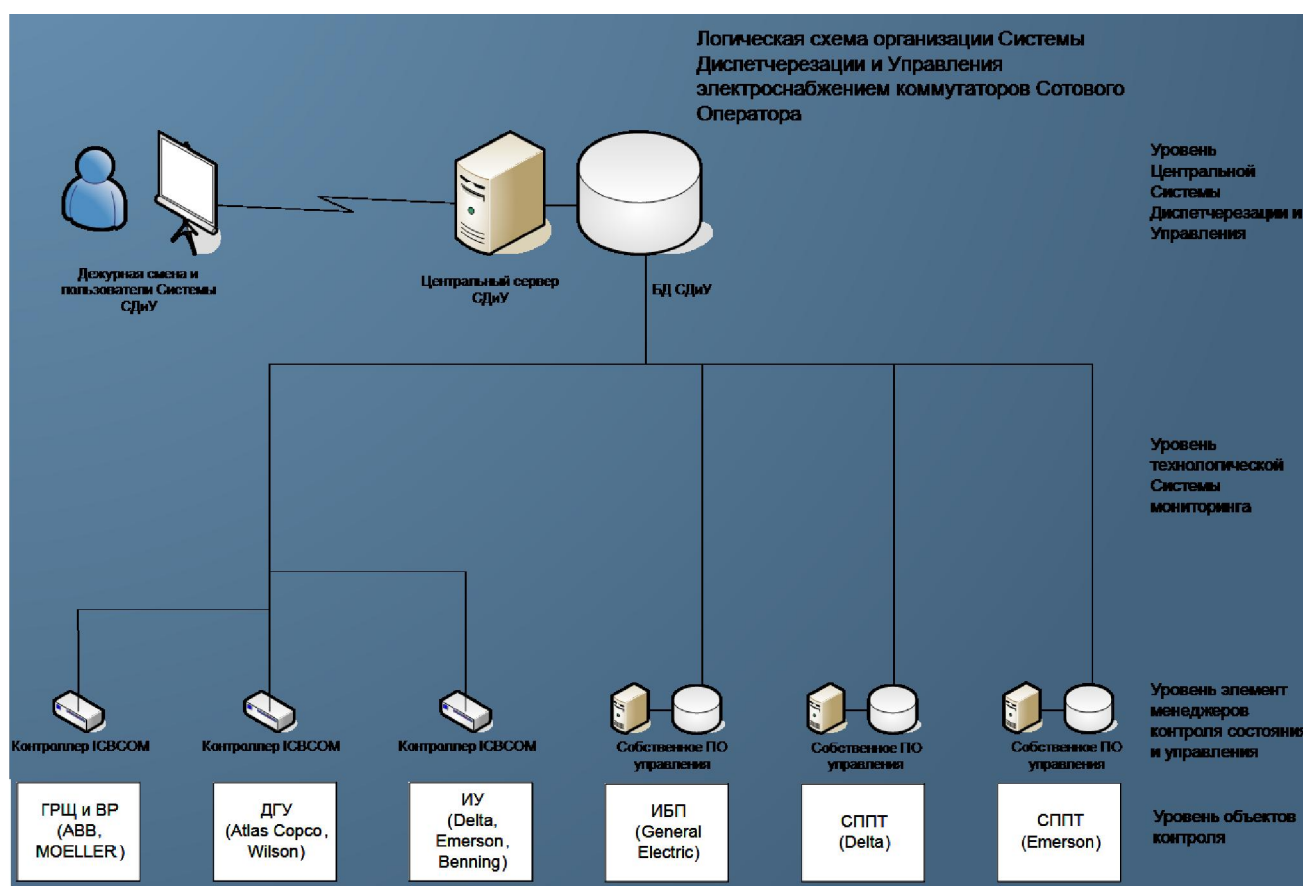 Логическая схема организации Системы
Диспетчерезации и Управления
электроснабжением коммутаторов Сотового
Оператора
Уровень
Центральной
Системы
Диспетчерезации и
Управления
Дежурная смена и
пользователи Системы
СДиУ
Центральный сервер
СДиУ
БД СДиУ
Уровень
технологической
Системы
мониторинга
Уровень элемент
менеджеров
контроля состояния
и управления
Контроллер ICBCOM
Контроллер ICBCOM
Контроллер ICBCOM
Собственное ПО
управления
Собственное ПО
управления
Собственное ПО
управления
ГРЩ и ВР
(ABB,
MOELLER)
ДГУ
(Atlas Copco,
Wilson)
ИУ
(Delta,
Emerson,
Benning)
ИБП
(General
Electric)
СППТ
(Delta)
СППТ
(Emerson)
Уровень объектов
контроля